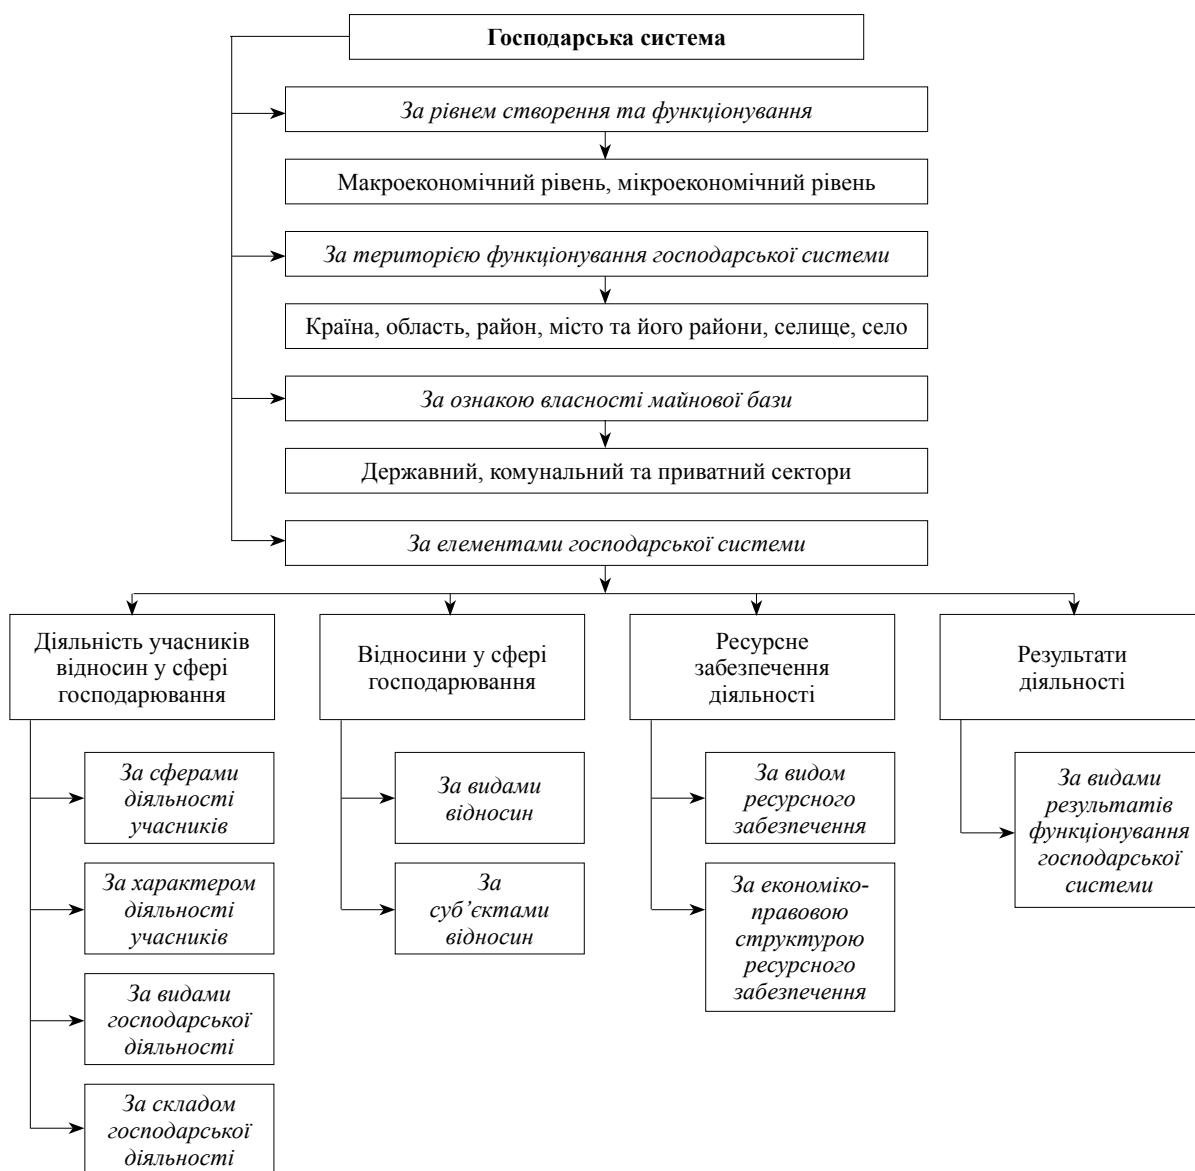 Господарська система
За рівнем створення та функціонування
Макроекономічний рівень, мікроекономічний рівень
За територією функціонування господарської системи
Країна, область, район, місто та його райони, селище, село
За ознакою власності майнової бази
Державний, комунальний та приватний сектори
За елементами господарської системи
Діяльність учасників
відносин у сфері
господарювання
За сферами
діяльності
учасників
За характером
діяльності
учасників
За видами
господарської
діяльності
За складом
господарської
діяльності
Відносини у сфері
господарювання
За видами
відносин
За
суб’єктами
відносин
Ресурсне
забезпечення
діяльності
За видом
ресурсного
забезпечення
За економіко-
правовою
структурою
ресурсного
забезпечення
Результати
діяльності
За видами
результатів
функціонування
господарської
системи